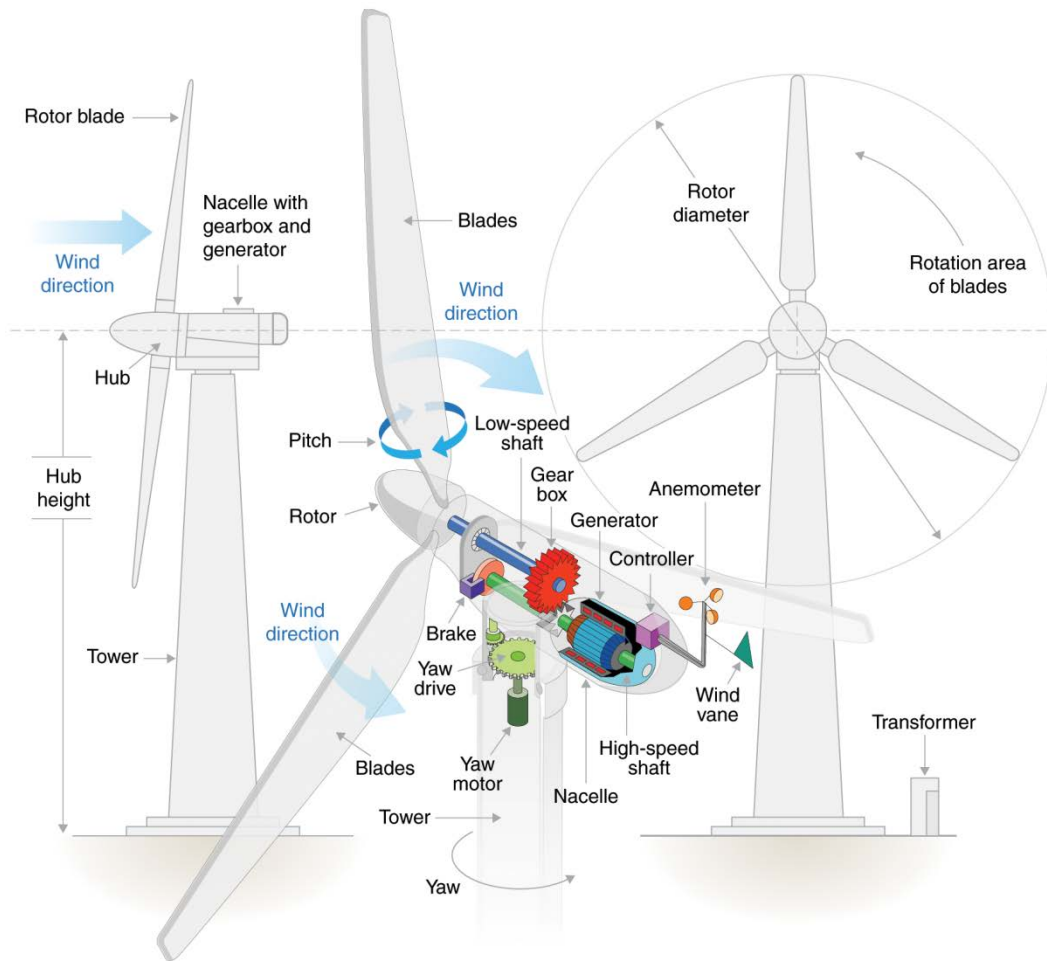 Rotor blade
Nacelle with
gearbox and
generator
Wind
direction
Hub
Hub
height
Tower
Blades
Wind
direction
Pitch
Low-speed
shaft
Gear
box
Rotor
Generator
Controller
Anemometer
Brake
Wind
direction
Yaw
drive
Yaw
motor
Blades
Tower
Yaw
Nacelle
High-speed
shaft
Wind
vane
Rotor
diameter
Rotation area
of blades
Transformer